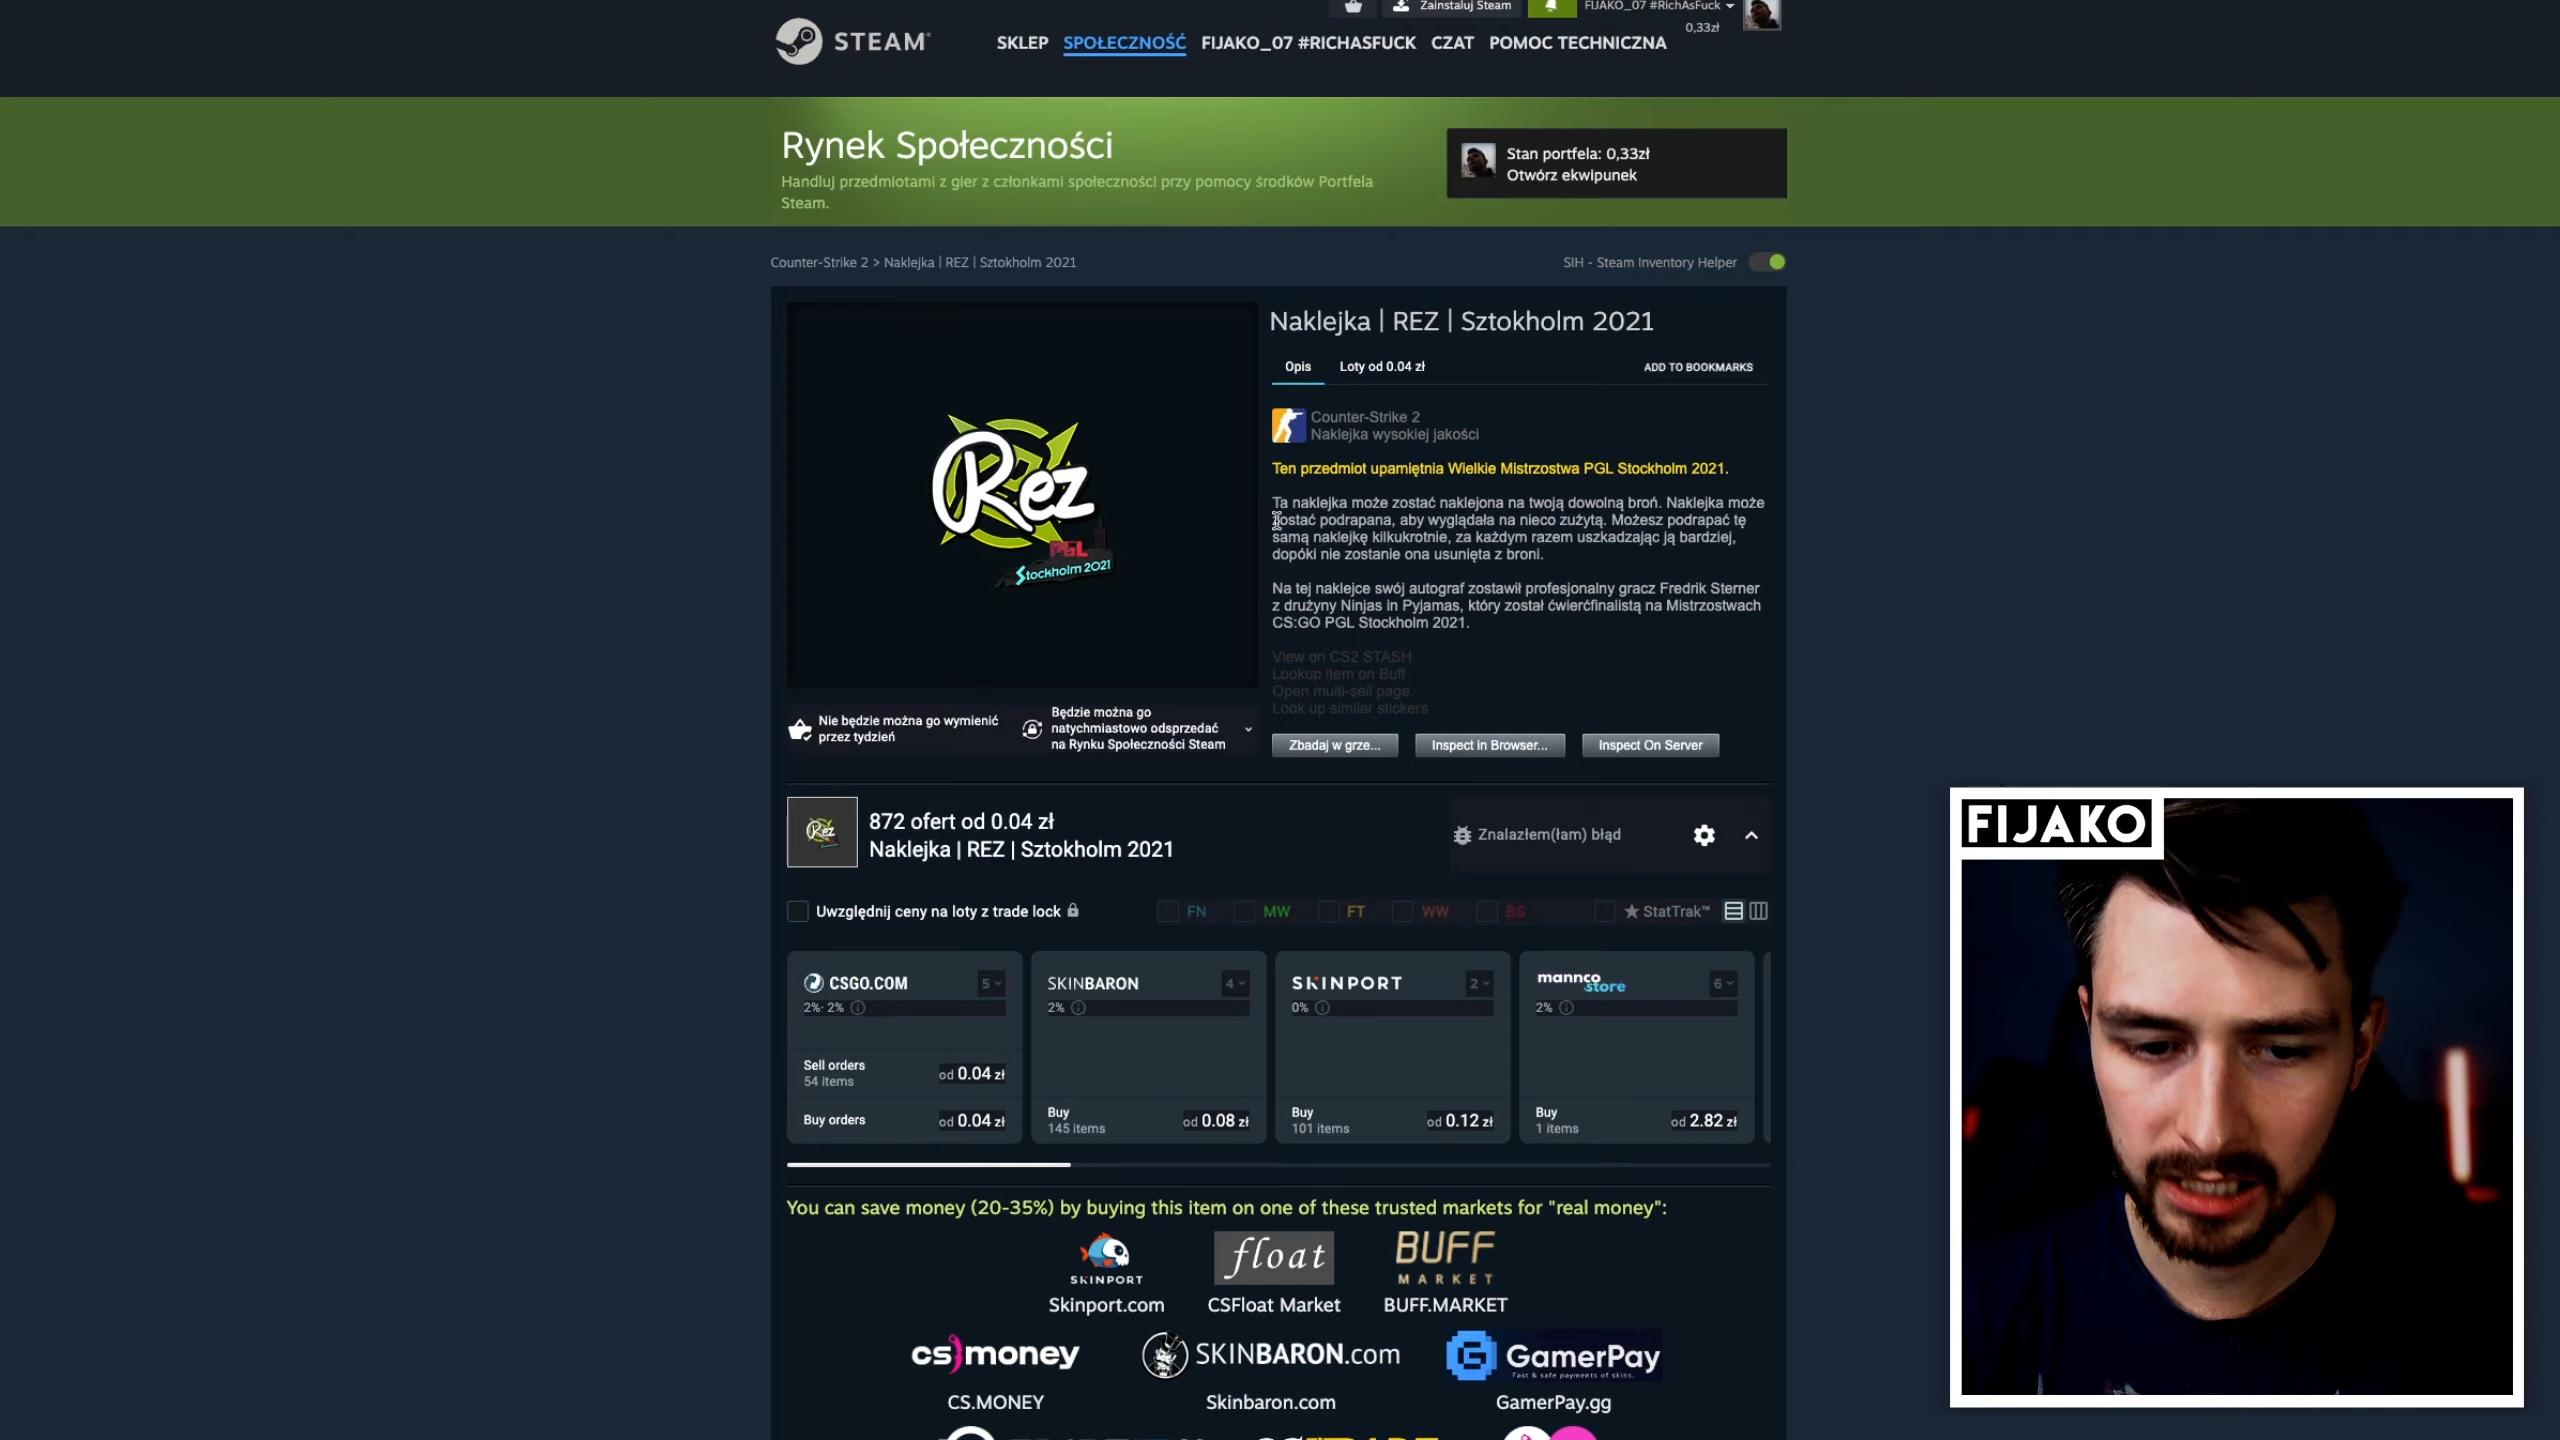 Zainstaluj Steam
FIJAKO_07 #RichAsFuck
0,33zł
STEAM
SKLEP SPOŁECZNOŚĆ FIJAKO_07 #RICHASFUCK CZAT POMOC TECHNICZNA
Rynek Społeczności
Handluj przedmiotami z gier z członkami społeczności przy pomocy środków Portfela
Steam.
Stan portfela: 0,33zł
Otwórz ekwipunek
Counter-Strike 2 > Naklejka | REZ | Sztokholm 2021
SIH - Steam Inventory Helper
Rez
PGL
Stockholm 2021
Naklejka | REZ | Sztokholm 2021
Opis Loty od 0.04 zł ADD TO BOOKMARKS
Counter-Strike 2
Naklejka wysokiej jakości
Ten przedmiot upamiętnia Wielkie Mistrzostwa PGL Stockholm 2021.
Ta naklejka może zostać naklejona na twoją dowolną broń. Naklejka może
zostać podrapana, aby wyglądała na nieco zużytą. Możesz podrapać tę
samą naklejkę kilkukrotnie, za każdym razem uszkadzając ją bardziej,
dopóki nie zostanie ona usunięta z broni.
Na tej naklejce swój autograf zostawił profesjonalny gracz Fredrik Sterner
z drużyny Ninjas in Pyjamas, który został ćwierćfinalistą na Mistrzostwach
CS:GO PGL Stockholm 2021.
View on CS2 STASH
Lookup item on Buff
Open multi-sell page.
Look up similar stickers
Nie będzie można go wymienić
przez tydzień
Będzie można go
natychmiastowo odsprzedać
na Rynku Społeczności Steam
Zbadaj w grze... Inspect in Browser... Inspect On Server
Rez
872 ofert od 0.04 zł
Naklejka | REZ | Sztokholm 2021
Znalazłem(łam) błąd
Uwzględnij ceny na loty z trade lock
FN MW FT WW BS ★ StatTrak™
CSGO.COM 5
2%· 2%
Sell orders
54 items
od 0.04 zł
Buy orders od 0.04 zł
SKINBARON 4
2%
Buy
145 items
od 0.08 zł
SKINPORT 2
0%
Buy
101 items
od 0.12 zł
mannco
store
6
2%
Buy
1 items
od 2.82 zł
You can save money (20-35%) by buying this item on one of these trusted markets for "real money":
SKINPORT
Skinport.com
float
CSFloat Market
BUFF
MARKET
BUFF.MARKET
cs money
CS.MONEY
SKINBARON.com
Skinbaron.com
GamerPay
Fast & safe payments of skins.
GamerPay.gg
FIJAKO